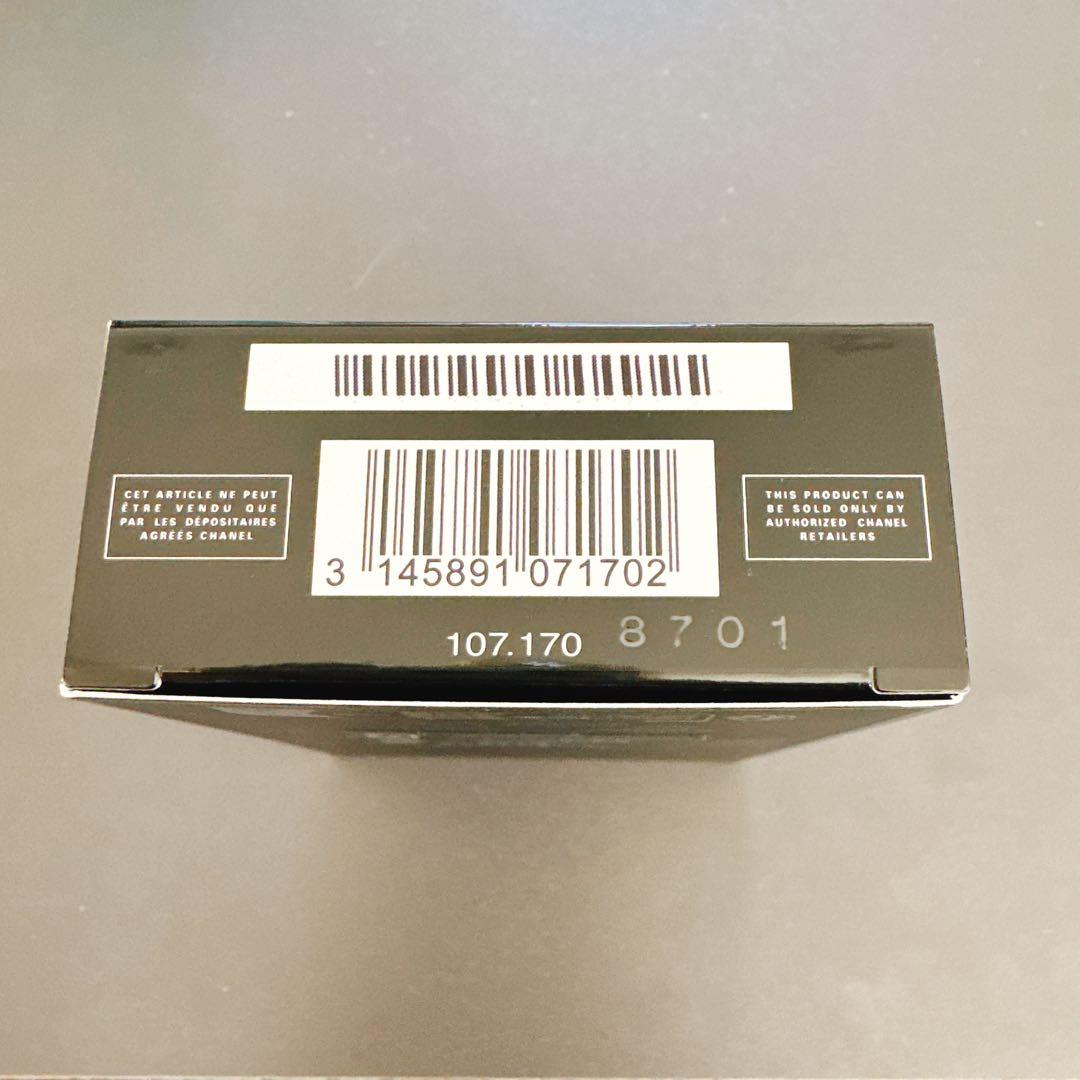 CET ARTICLE NE PEUT
ÊTRE VENDU QUE
PAR LES DÉPOSITAIRES
AGRÉÉS CHANEL
3 145891 071702
THIS PRODUCT CAN
BE SOLD ONLY BY
AUTHORIZED CHANEL
RETAILERS
107.170 8701